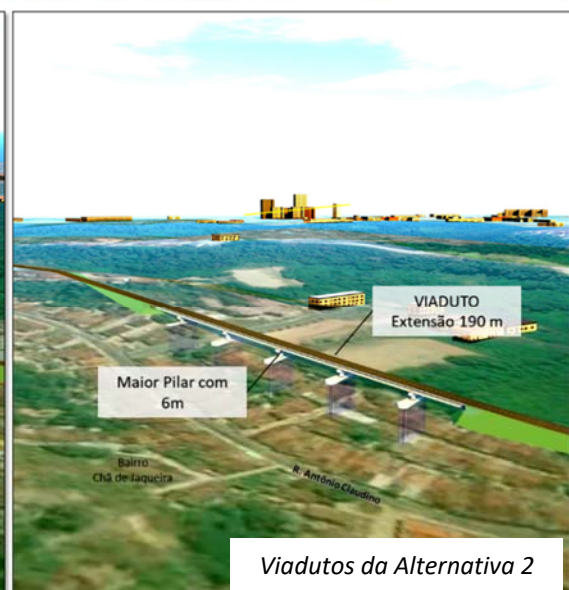 VIADUTO
Extensão 190 m
Maior Pilar com
6m
Bairro
Chã de Jaqueira
R. Antônio Claudino
Viadutos da Alternativa 2